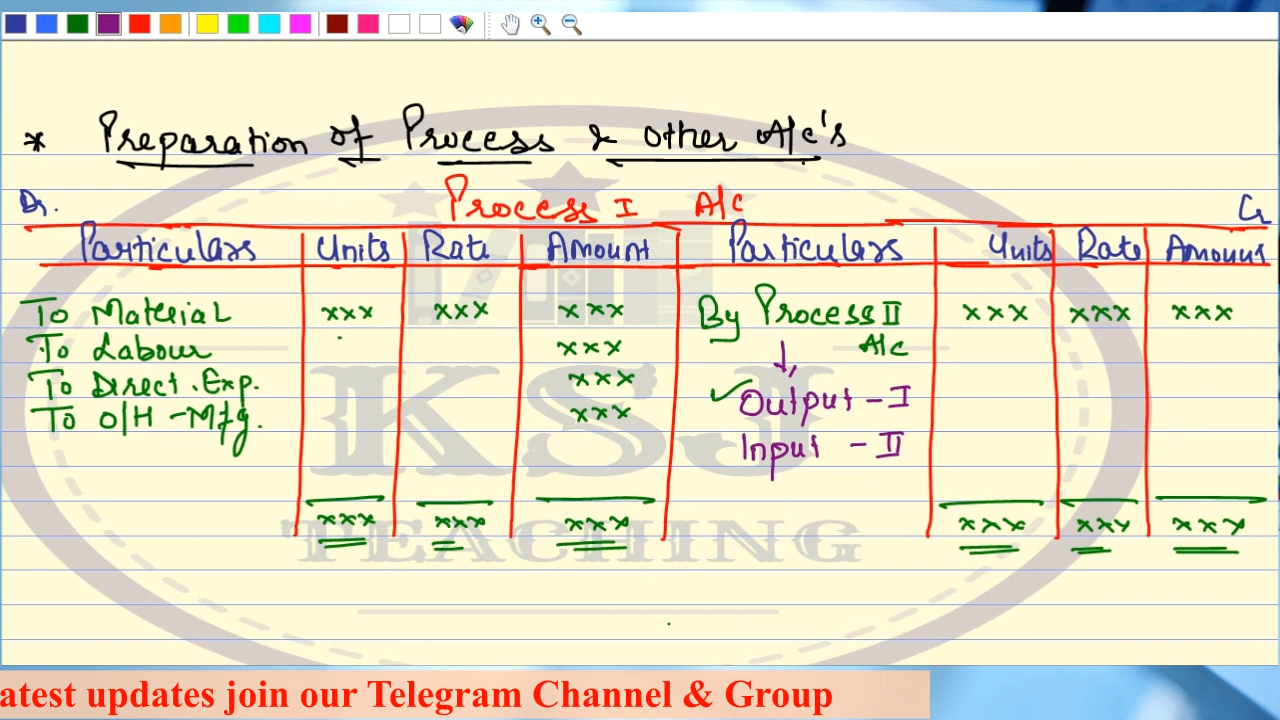 * Preparation of Process & other A/c's
Dr. Process I A/c Cr
Particulars Units Rate Amount Particulars Units Rate Amount
To Material xxx xxx xxx By Process II xxx xxx xxx
To Labour xxx A/c
To Direct. Exp. xxx
To O/H - Mfg. xxx ✓Output - I
Input - II
xxx xxx xxx xxx xxx xxx
KSJ
TEACHING
atest updates join our Telegram Channel & Group